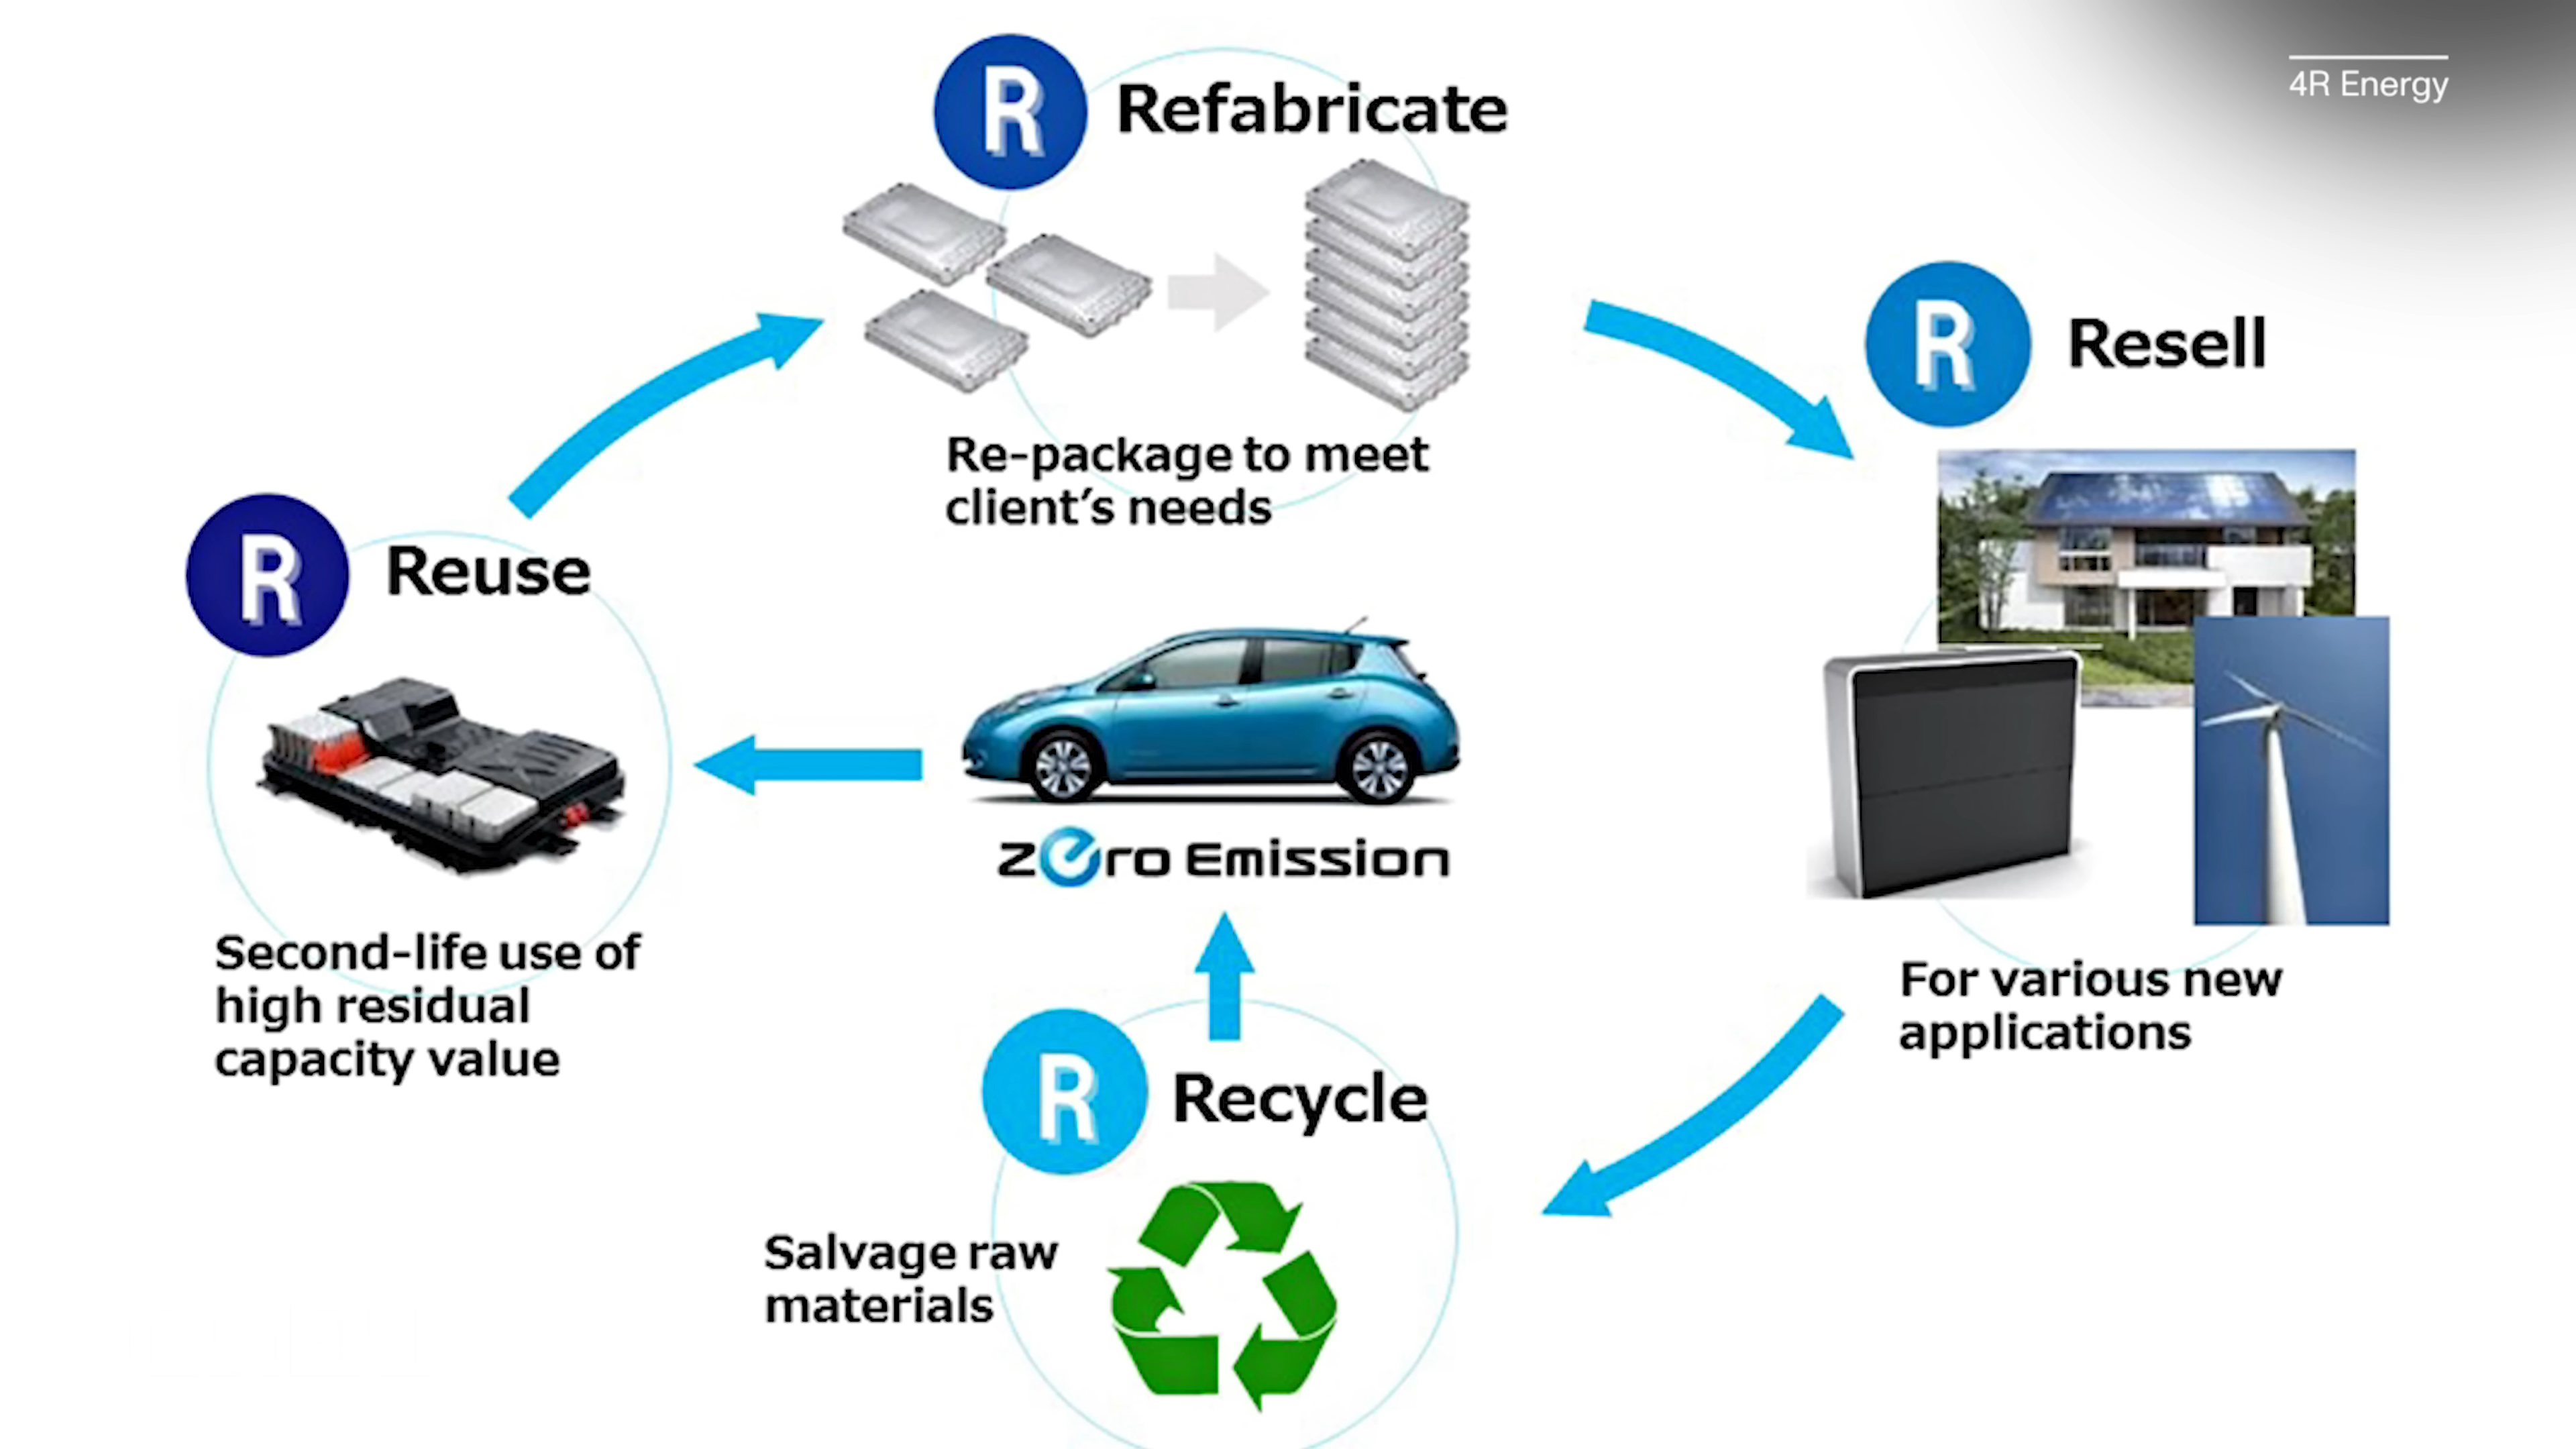 4R Energy
R Refabricate
Re-package to meet
client's needs
R Resell
For various new
applications
R Reuse
Second-life use of
high residual
capacity value
zero Emission
R Recycle
Salvage raw
materials